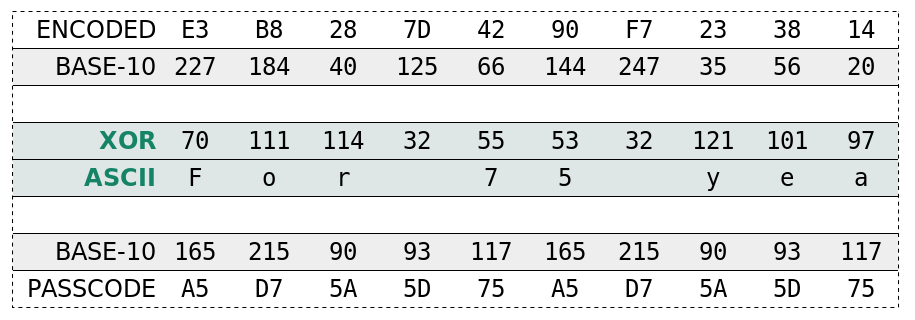 ENCODED E3 B8 28 7D 42 90 F7 23 38 14
BASE-10 227 184 40 125 66 144 247 35 56 20
XOR 70 111 114 32 55 53 32 121 101 97
ASCII F o r 7 5 y e a
BASE-10 165 215 90 93 117 165 215 90 93 117
PASSCODE A5 D7 5A 5D 75 A5 D7 5A 5D 75